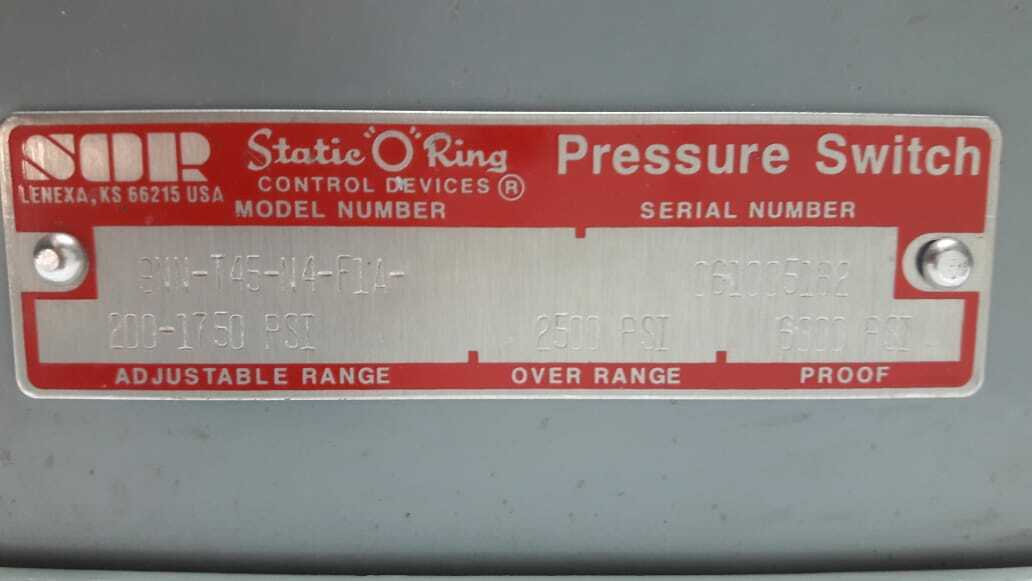 SOR Static "O" Ring Pressure Switch
LENEXA, KS 66215 USA CONTROL DEVICES ®
MODEL NUMBER SERIAL NUMBER
9NN-T45-N4-F1A- 061005182
200-1750 PSI 2500 PSI PSI
ADJUSTABLE RANGE OVER RANGE PROOF